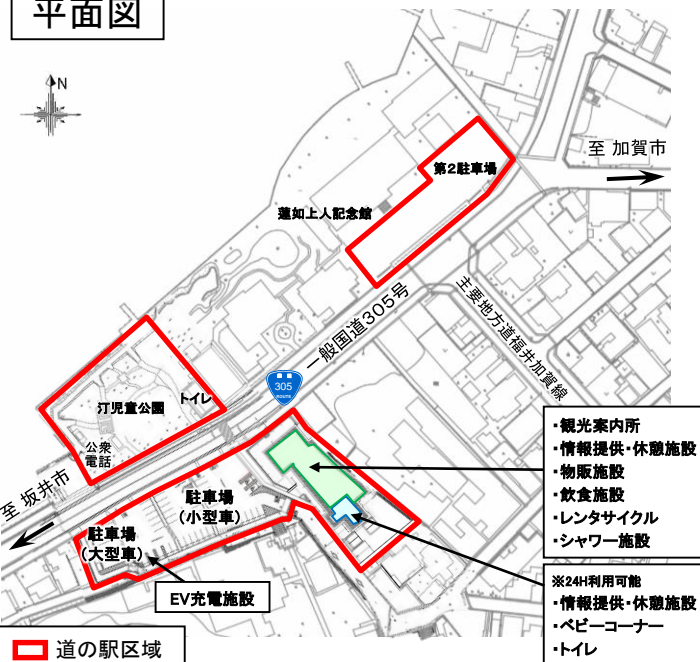 平面図
N
至 加賀市
第2駐車場
蓮如上人記念館
一般国道305号
主要地方道福井加賀線
305
ROUTE
汀児童公園
トイレ
公衆
電話
至 坂井市
駐車場
(小型車)
駐車場
(大型車)
EV充電施設
・観光案内所
・情報提供・休憩施設
・物販施設
・飲食施設
・レンタサイクル
・シャワー施設
※24H利用可能
・情報提供・休憩施設
・ベビーコーナー
・トイレ
道の駅区域